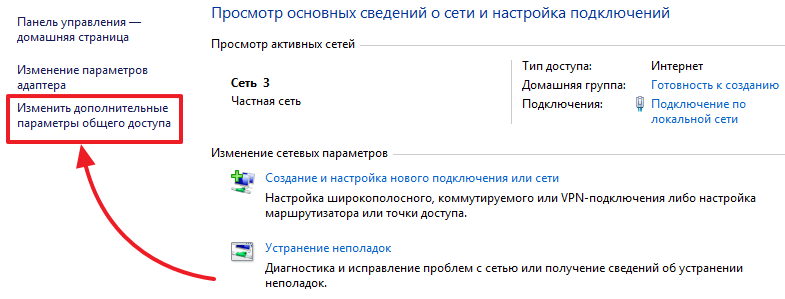 Панель управления —
домашняя страница
Изменение параметров
адаптера
Изменить дополнительные
параметры общего доступа
Просмотр основных сведений о сети и настройка подключений
Просмотр активных сетей
Сеть 3
Частная сеть
Тип доступа: Интернет
Домашняя группа: Готовность к созданию
Подключения: Подключение по
локальной сети
Изменение сетевых параметров
Создание и настройка нового подключения или сети
Настройка широкополосного, коммутируемого или VPN-подключения либо настройка
маршрутизатора или точки доступа.
Устранение неполадок
Диагностика и исправление проблем с сетью или получение сведений об устранении
неполадок.